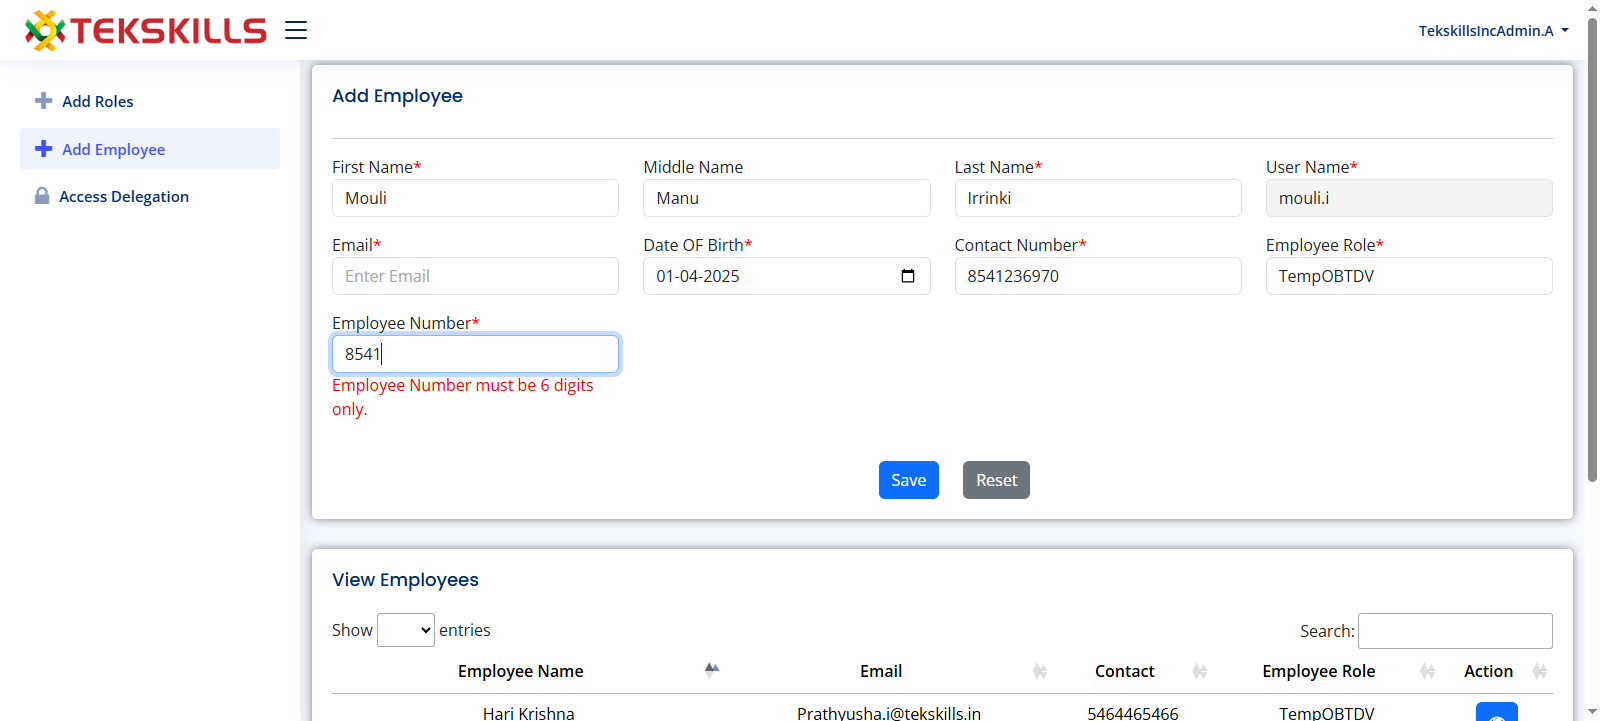 TEKSKILLS
TekskillsIncAdmin.A
Add Roles
Add Employee
Access Delegation
Add Employee
First Name*
Middle Name
Last Name*
User Name*
Mouli
Manu
Irrinki
mouli.i
Email*
Date OF Birth*
Contact Number*
Employee Role*
Enter Email
01-04-2025
8541236970
TempOBTDV
Employee Number*
8541
Employee Number must be 6 digits
only.
Save
Reset
View Employees
Show entries
Search:
Employee Name
Email
Contact
Employee Role
Action
Hari Krishna
Prathyusha.i@tekskills.in
5464465466
TempOBTDV